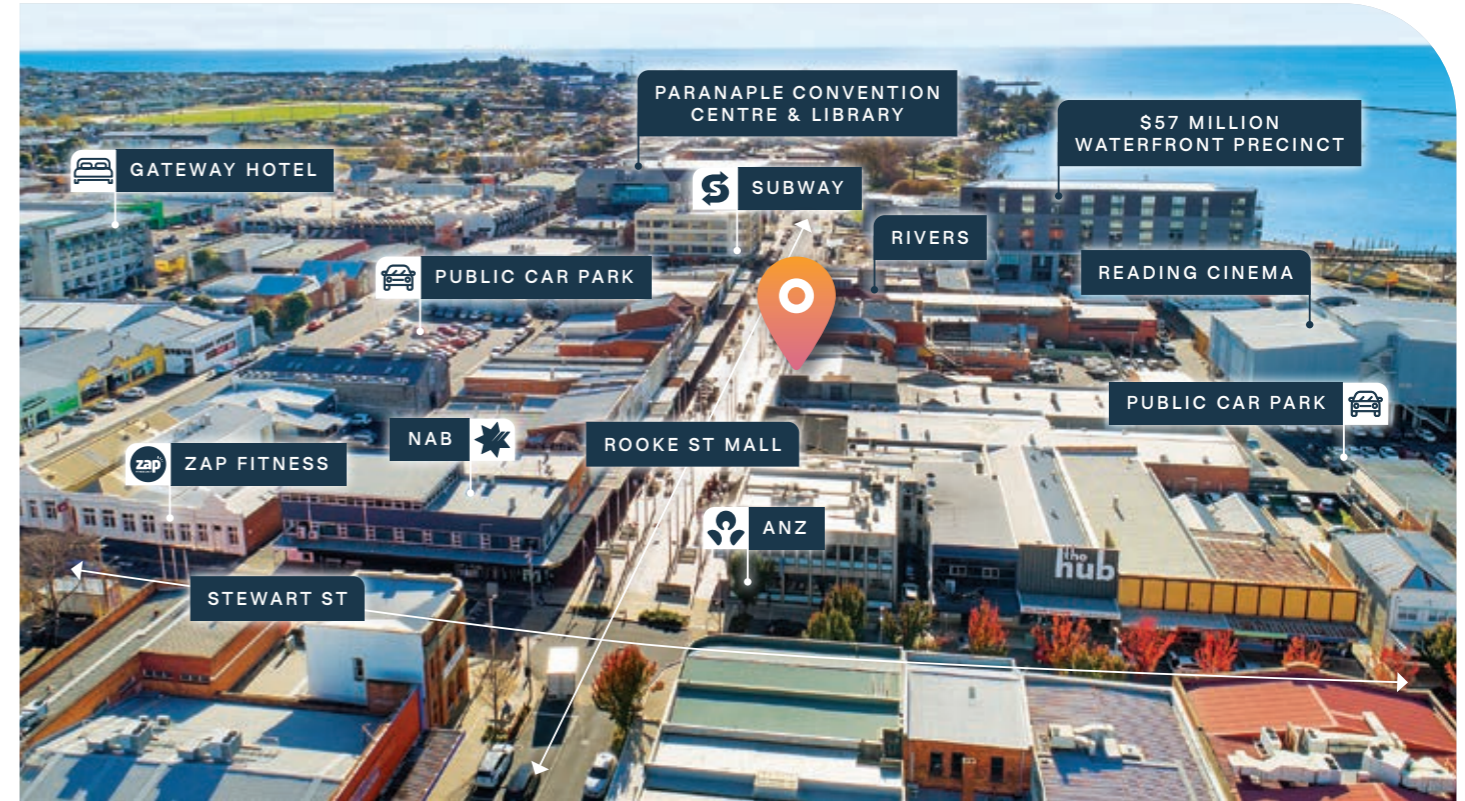 PARANAPLE CONVENTION
CENTRE & LIBRARY
$57 MILLION
WATERFRONT PRECINCT
GATEWAY HOTEL
SUBWAY
RIVERS
READING CINEMA
PUBLIC CAR PARK
PUBLIC CAR PARK
NAB
ROOKE ST MALL
zap
ZAP FITNESS
ANZ
the
hub
STEWART ST